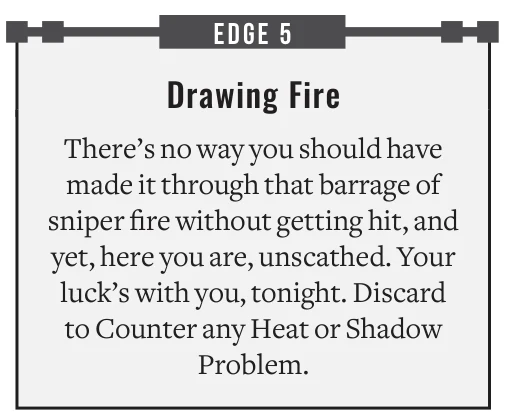 EDGE 5
Drawing Fire
There’s no way you should have
made it through that barrage of
sniper fire without getting hit, and
yet, here you are, unscathed. Your
luck’s with you, tonight. Discard
to Counter any Heat or Shadow
Problem.